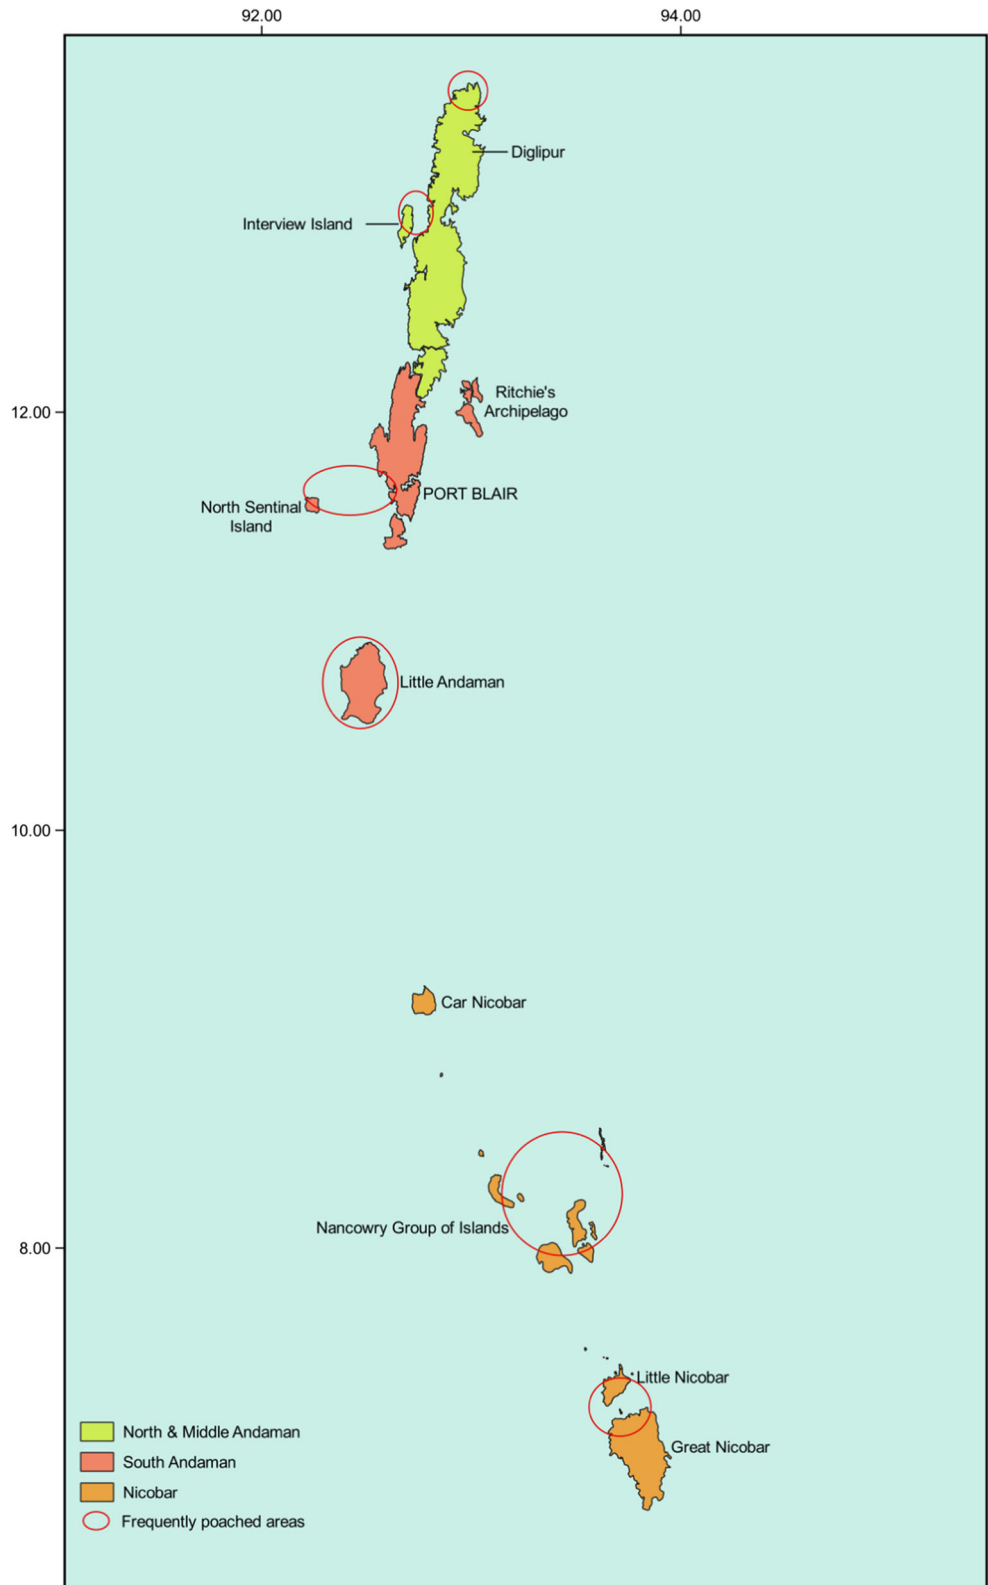 92.00
94.00
Diglipur
Interview Island
12.00
Ritchie's
Archipelago
PORT BLAIR
North Sentinal
Island
Little Andaman
10.00
Car Nicobar
Nancowry Group of Islands
8.00
Little Nicobar
Great Nicobar
North & Middle Andaman
South Andaman
Nicobar
Frequently poached areas